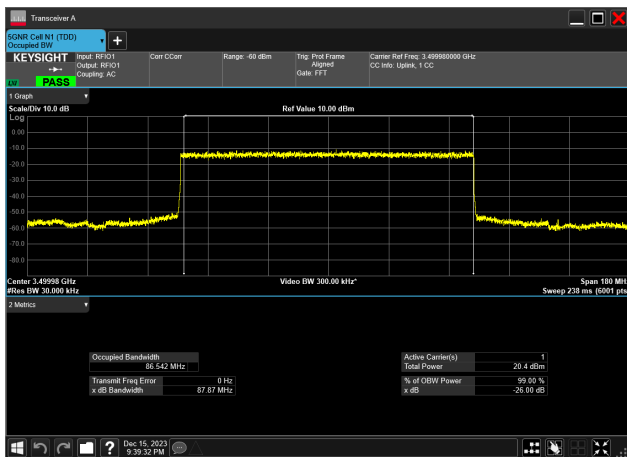 Transceiver A
5GNR Cell N1 (TDD)
Occupied BW
+
KEYSIGHT
LXI
PASS
Input: RFIO1
Output: RFIO1
Coupling: AC
Corr CCorr
Range: -60 dBm
Trig: Prot Frame
Aligned
Gate: FFT
Carrier Ref Freq: 3.499980000 GHz
CC Info: Uplink, 1 CC
1 Graph
Scale/Div 10.0 dB
Ref Value 10.00 dBm
Log
0.00
-10.0
-20.0
-30.0
-40.0
-50.0
-60.0
-70.0
-80.0
Center 3.49998 GHz
Video BW 300.00 kHz*
Span 180 MHz
#Res BW 30.000 kHz
Sweep 238 ms (6001 pts)
2 Metrics
Occupied Bandwidth
86.542 MHz
Transmit Freq Error 0 Hz
x dB Bandwidth 87.87 MHz
Active Carrier(s) 1
Total Power 20.4 dBm
% of OBW Power 99.00 %
x dB -26.00 dB
?
Dec 15, 2023
9:39:32 PM